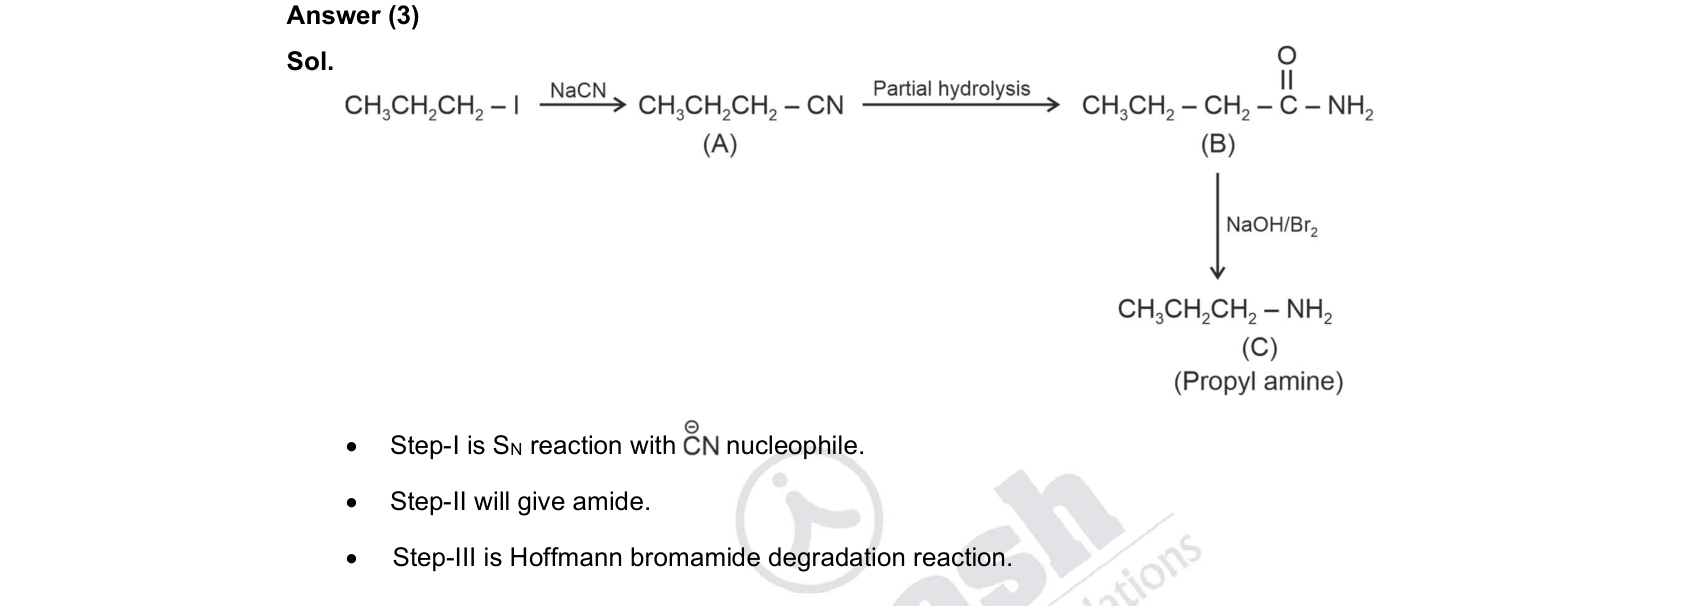 Answer (3)
Sol.
O
||
CH₃CH₂CH₂ – I NaCN CH₃CH₂CH₂ – CN Partial hydrolysis CH₃CH₂ – CH₂ – C – NH₂
(A) (B)
NaOH/Br₂
CH₃CH₂CH₂ – NH₂
(C)
(Propyl amine)
• Step-I is SN reaction with C⊖N nucleophile.
• Step-II will give amide.
• Step-III is Hoffmann bromamide degradation reaction.